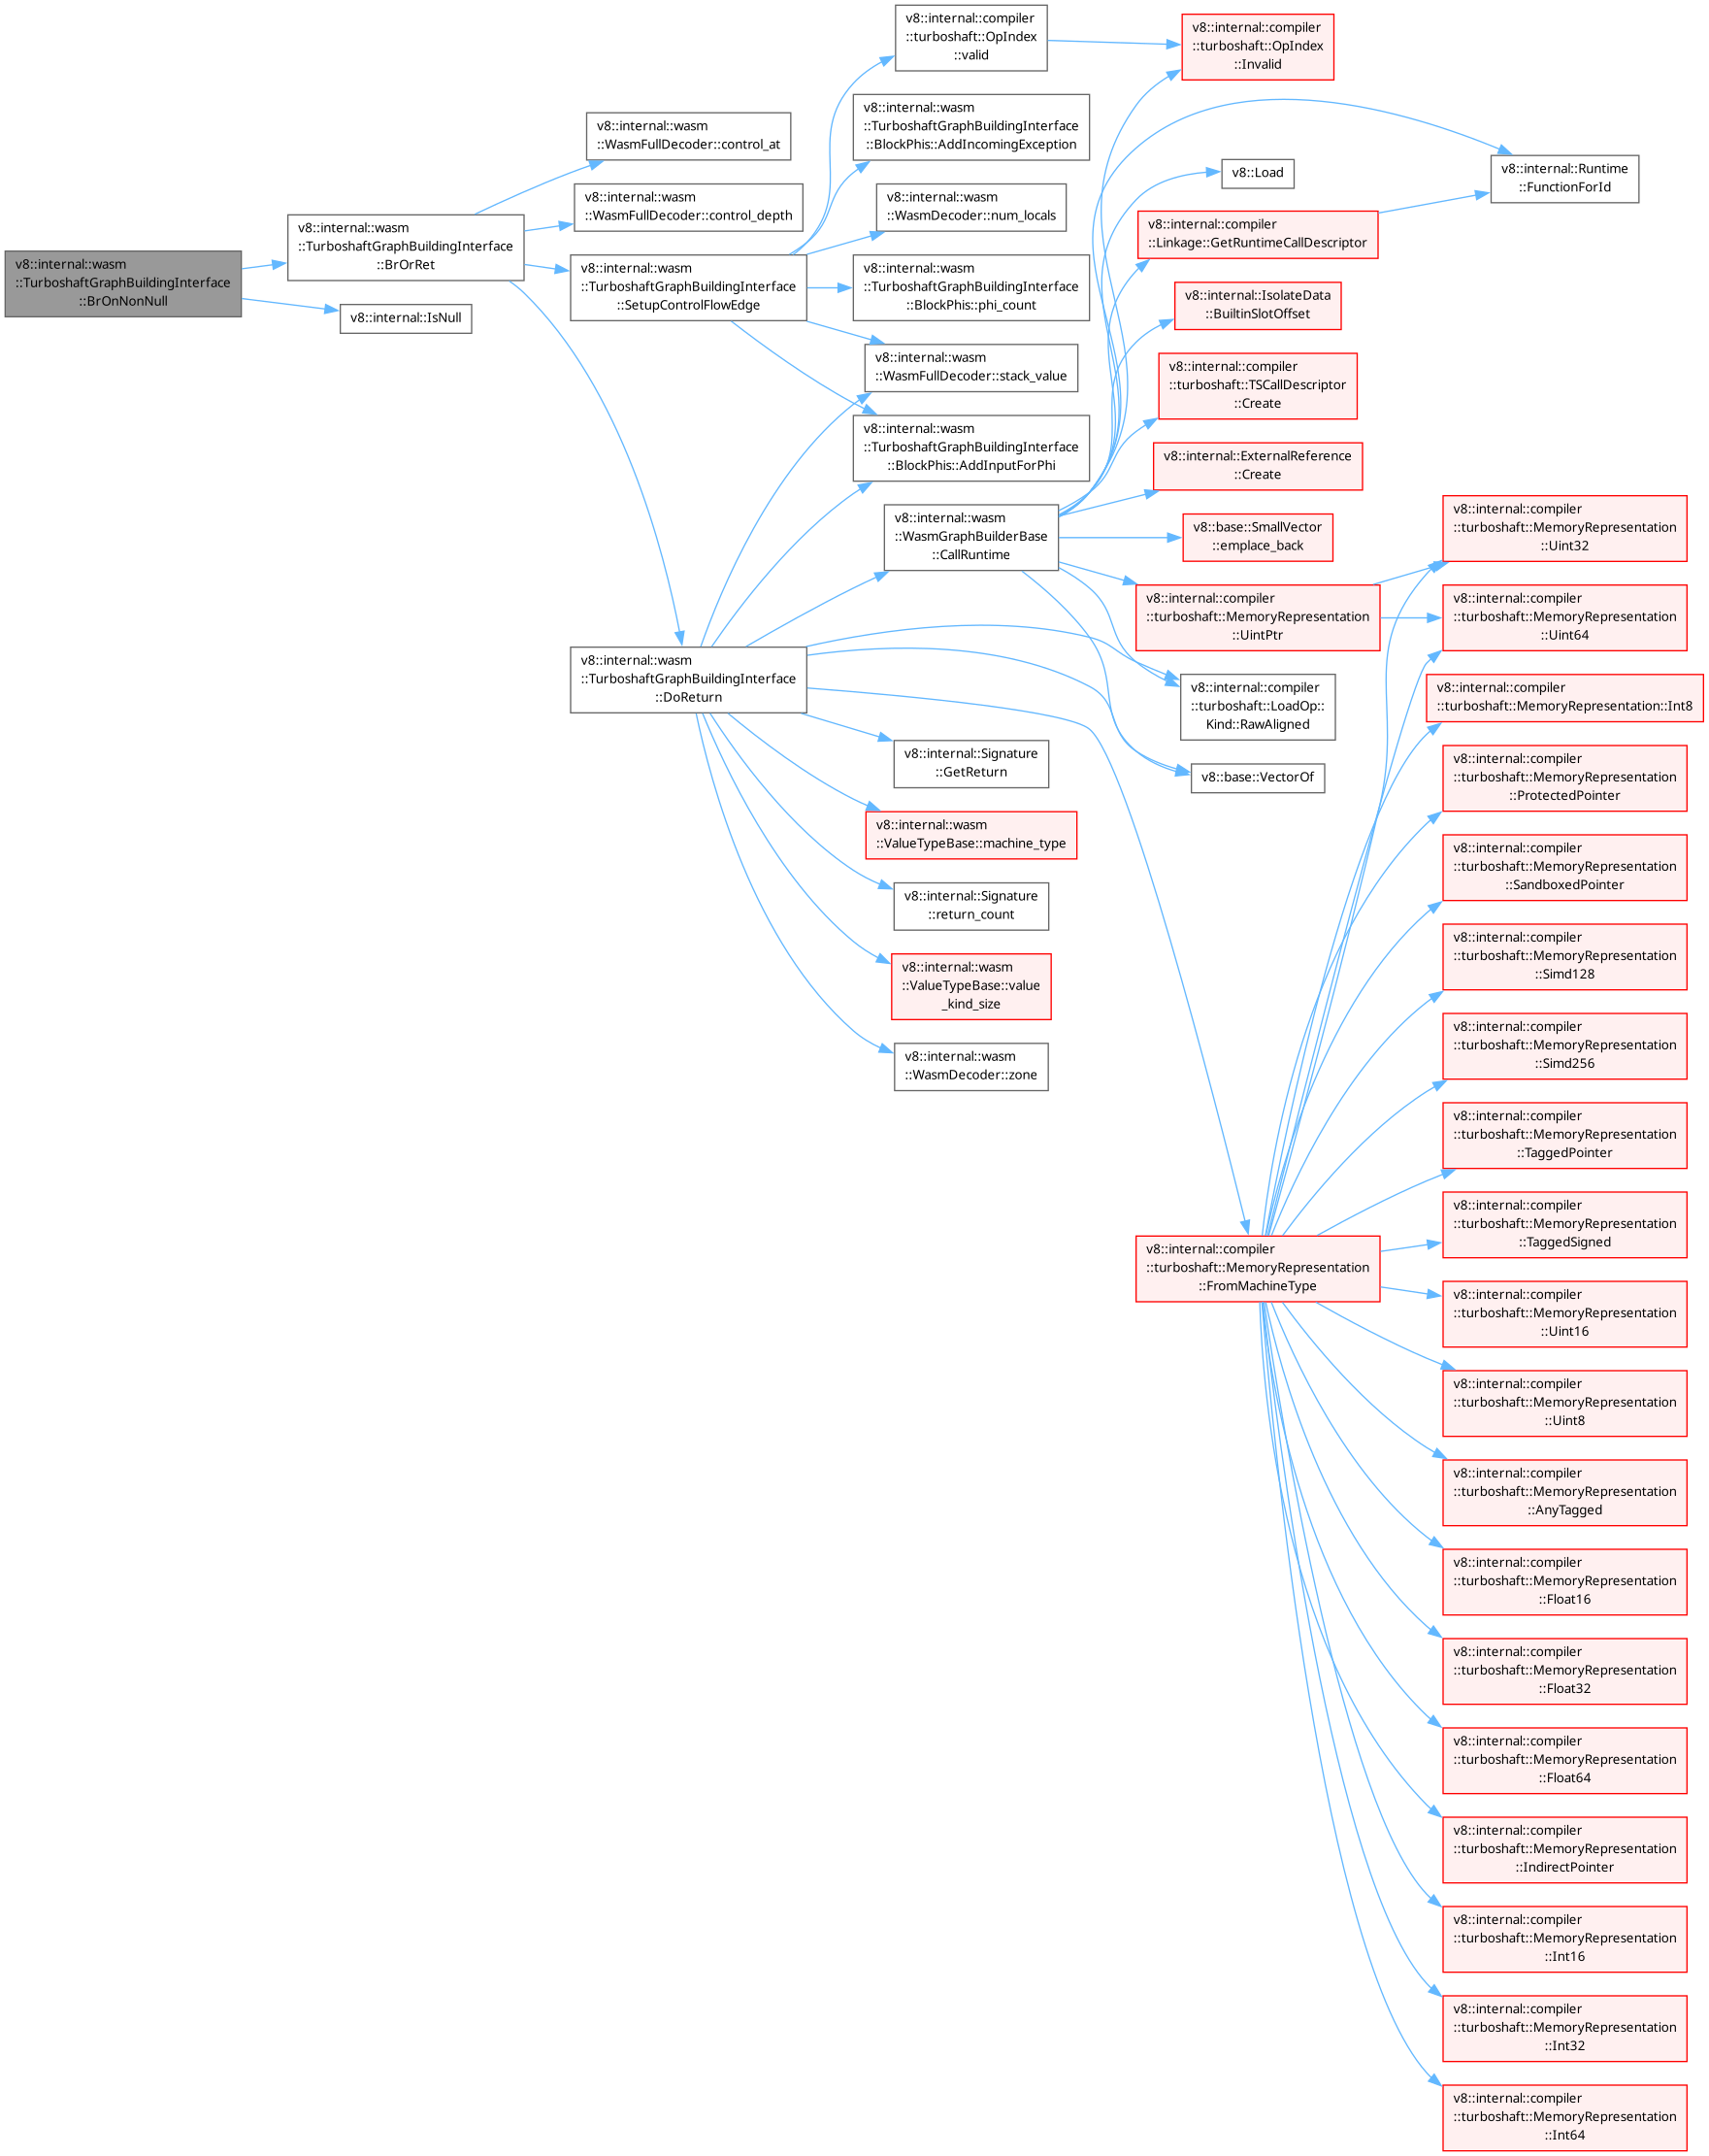 v8::internal::wasm
::TurboshaftGraphBuildingInterface
::BrOnNonNull
v8::internal::wasm
::TurboshaftGraphBuildingInterface
::BrOrRet
v8::internal::IsNull
v8::internal::wasm
::WasmFullDecoder::control_at
v8::internal::wasm
::WasmFullDecoder::control_depth
v8::internal::wasm
::TurboshaftGraphBuildingInterface
::SetupControlFlowEdge
v8::internal::wasm
::TurboshaftGraphBuildingInterface
::DoReturn
v8::internal::compiler
::turboshaft::OpIndex
::valid
v8::internal::wasm
::TurboshaftGraphBuildingInterface
::BlockPhis::AddIncomingException
v8::internal::wasm
::WasmDecoder::num_locals
v8::internal::wasm
::TurboshaftGraphBuildingInterface
::BlockPhis::phi_count
v8::internal::wasm
::WasmFullDecoder::stack_value
v8::internal::wasm
::TurboshaftGraphBuildingInterface
::BlockPhis::AddInputForPhi
v8::internal::wasm
::WasmGraphBuilderBase
::CallRuntime
v8::internal::Signature
::GetReturn
v8::internal::wasm
::ValueTypeBase::machine_type
v8::internal::Signature
::return_count
v8::internal::wasm
::ValueTypeBase::value
_kind_size
v8::internal::wasm
::WasmDecoder::zone
v8::internal::compiler
::turboshaft::OpIndex
::Invalid
v8::Load
v8::internal::compiler
::Linkage::GetRuntimeCallDescriptor
v8::internal::IsolateData
::BuiltinSlotOffset
v8::internal::compiler
::turboshaft::TSCallDescriptor
::Create
v8::internal::ExternalReference
::Create
v8::base::SmallVector
::emplace_back
v8::internal::compiler
::turboshaft::MemoryRepresentation
::UintPtr
v8::internal::compiler
::turboshaft::LoadOp::
Kind::RawAligned
v8::base::VectorOf
v8::internal::compiler
::turboshaft::MemoryRepresentation
::FromMachineType
v8::internal::Runtime
::FunctionForId
v8::internal::compiler
::turboshaft::MemoryRepresentation
::Uint32
v8::internal::compiler
::turboshaft::MemoryRepresentation
::Uint64
v8::internal::compiler
::turboshaft::MemoryRepresentation::Int8
v8::internal::compiler
::turboshaft::MemoryRepresentation
::ProtectedPointer
v8::internal::compiler
::turboshaft::MemoryRepresentation
::SandboxedPointer
v8::internal::compiler
::turboshaft::MemoryRepresentation
::Simd128
v8::internal::compiler
::turboshaft::MemoryRepresentation
::Simd256
v8::internal::compiler
::turboshaft::MemoryRepresentation
::TaggedPointer
v8::internal::compiler
::turboshaft::MemoryRepresentation
::TaggedSigned
v8::internal::compiler
::turboshaft::MemoryRepresentation
::Uint16
v8::internal::compiler
::turboshaft::MemoryRepresentation
::Uint8
v8::internal::compiler
::turboshaft::MemoryRepresentation
::AnyTagged
v8::internal::compiler
::turboshaft::MemoryRepresentation
::Float16
v8::internal::compiler
::turboshaft::MemoryRepresentation
::Float32
v8::internal::compiler
::turboshaft::MemoryRepresentation
::Float64
v8::internal::compiler
::turboshaft::MemoryRepresentation
::IndirectPointer
v8::internal::compiler
::turboshaft::MemoryRepresentation
::Int16
v8::internal::compiler
::turboshaft::MemoryRepresentation
::Int32
v8::internal::compiler
::turboshaft::MemoryRepresentation
::Int64